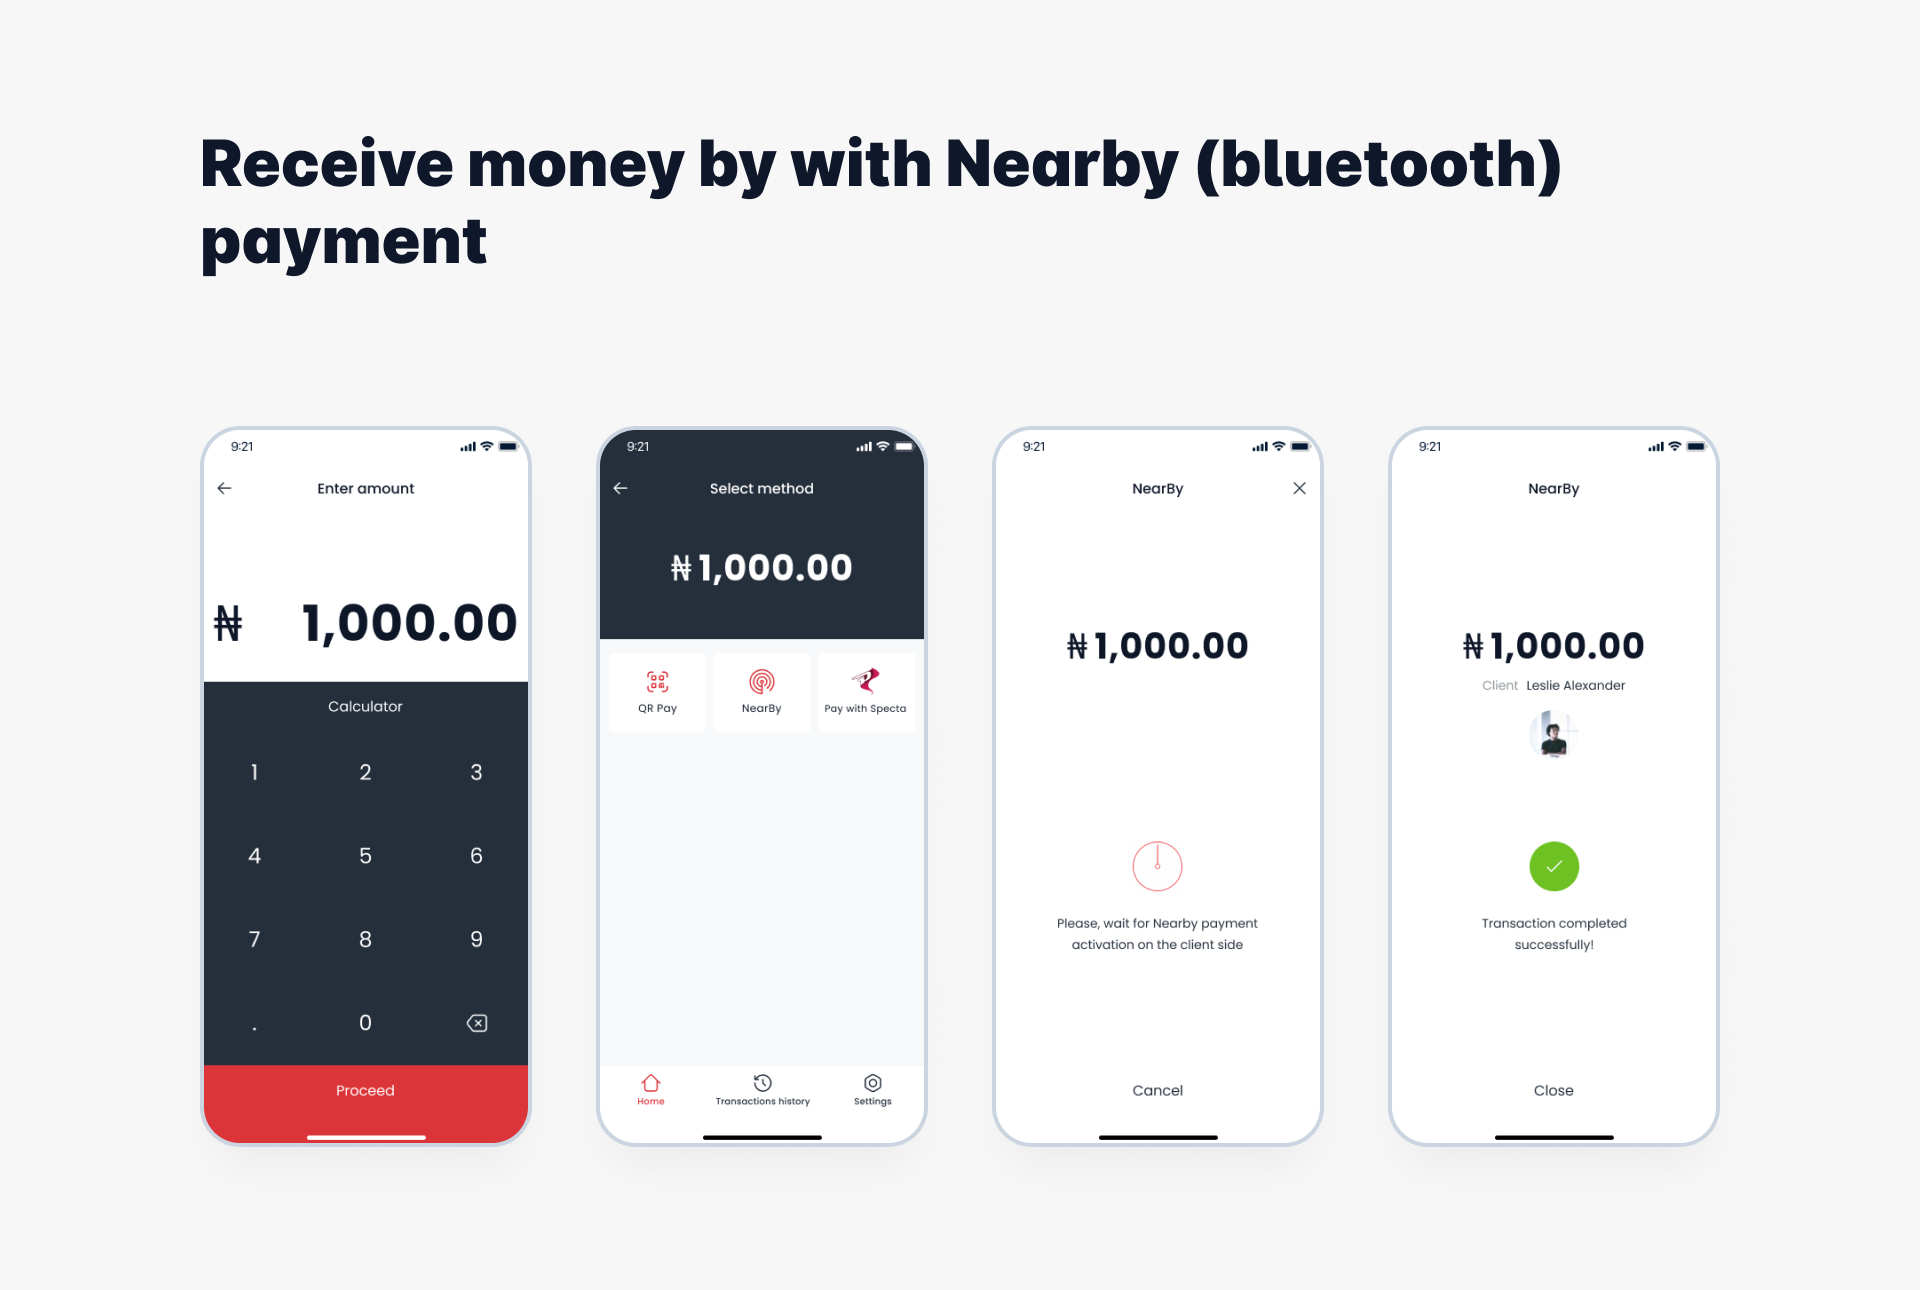 Receive money by with Nearby (bluetooth)
payment
9:21
Enter amount
₦ 1,000.00
Calculator
1 2 3
4 5 6
7 8 9
. 0
Proceed
9:21
Select method
₦ 1,000.00
QR Pay
NearBy
Pay with Specta
Home
Transactions history
Settings
9:21
NearBy
₦ 1,000.00
Please, wait for Nearby payment
activation on the client side
Cancel
9:21
NearBy
₦ 1,000.00
Client Leslie Alexander
Transaction completed
successfully!
Close